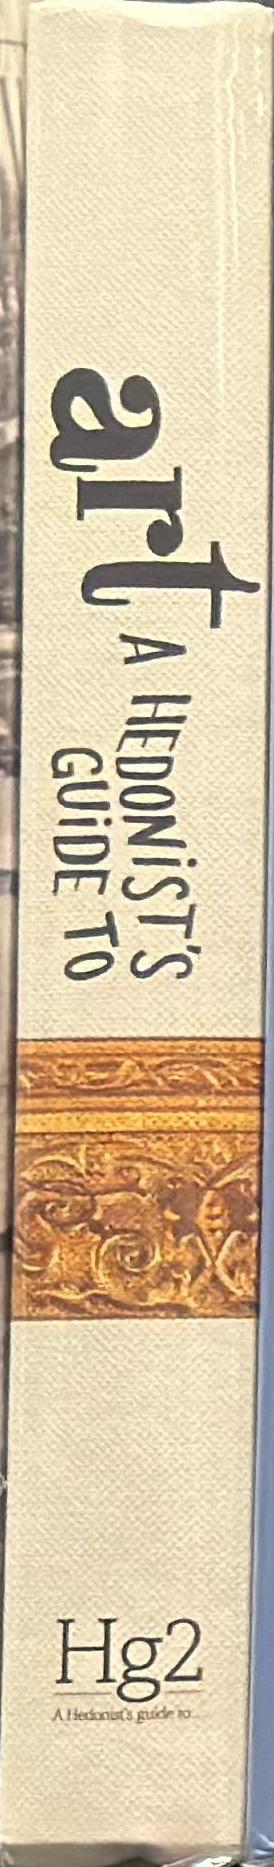 art
A HEDONiST'S
GUiDE TO
Hg2
A Hedonist's guide to...